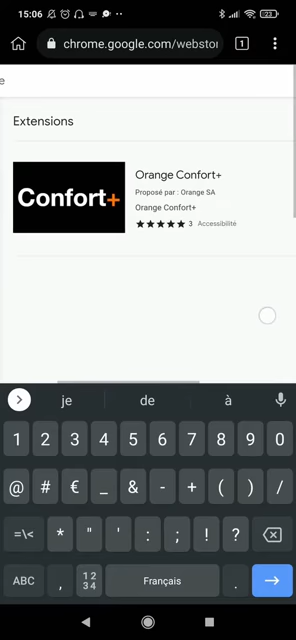 15:06
23
chrome.google.com/webstor
1
e
Extensions
Confort+
Orange Confort+
Proposé par : Orange SA
Orange Confort+
3 Accessibilité
je de à
1 2 3 4 5 6 7 8 9 0
@ # € _ & - + ( ) /
=\< * " ' : ; ! ?
ABC , 12 34 Français .